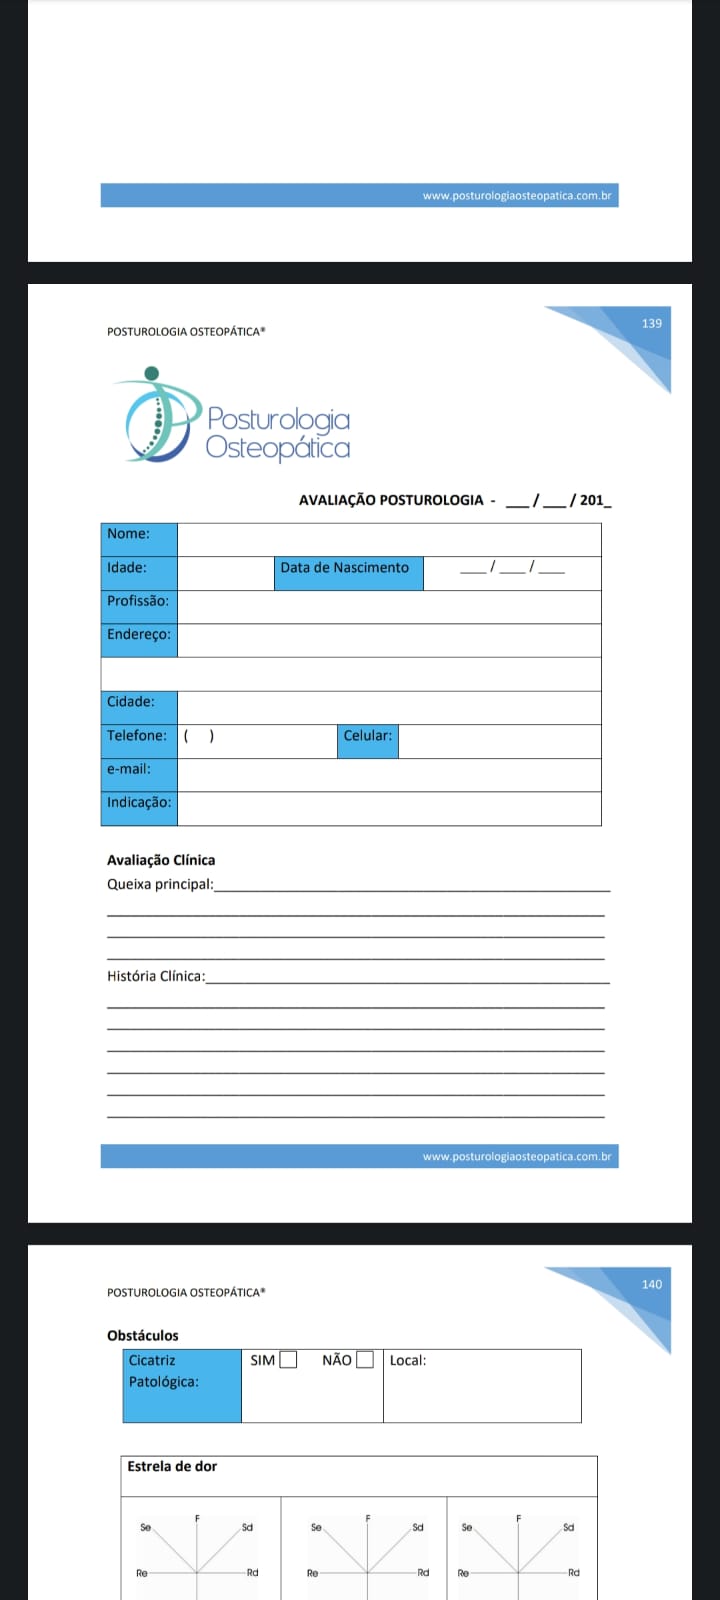 www.posturologiaosteopatica.com.br
139
POSTUROLOGIA OSTEOPÁTICA®
Posturologia
Osteopática
AVALIAÇÃO POSTUROLOGIA - ___/___/ 201_
Nome:
Idade: Data de Nascimento ___/___/___
Profissão:
Endereço:
Cidade:
Telefone: ( ) Celular:
e-mail:
Indicação:
Avaliação Clínica
Queixa principal:
História Clínica:
www.posturologiaosteopatica.com.br
140
POSTUROLOGIA OSTEOPÁTICA®
Obstáculos
Cicatriz SIM NÃO Local:
Patológica:
Estrela de dor
F F F
Se Sd Se Sd Se Sd
Re Rd Re Rd Re Rd